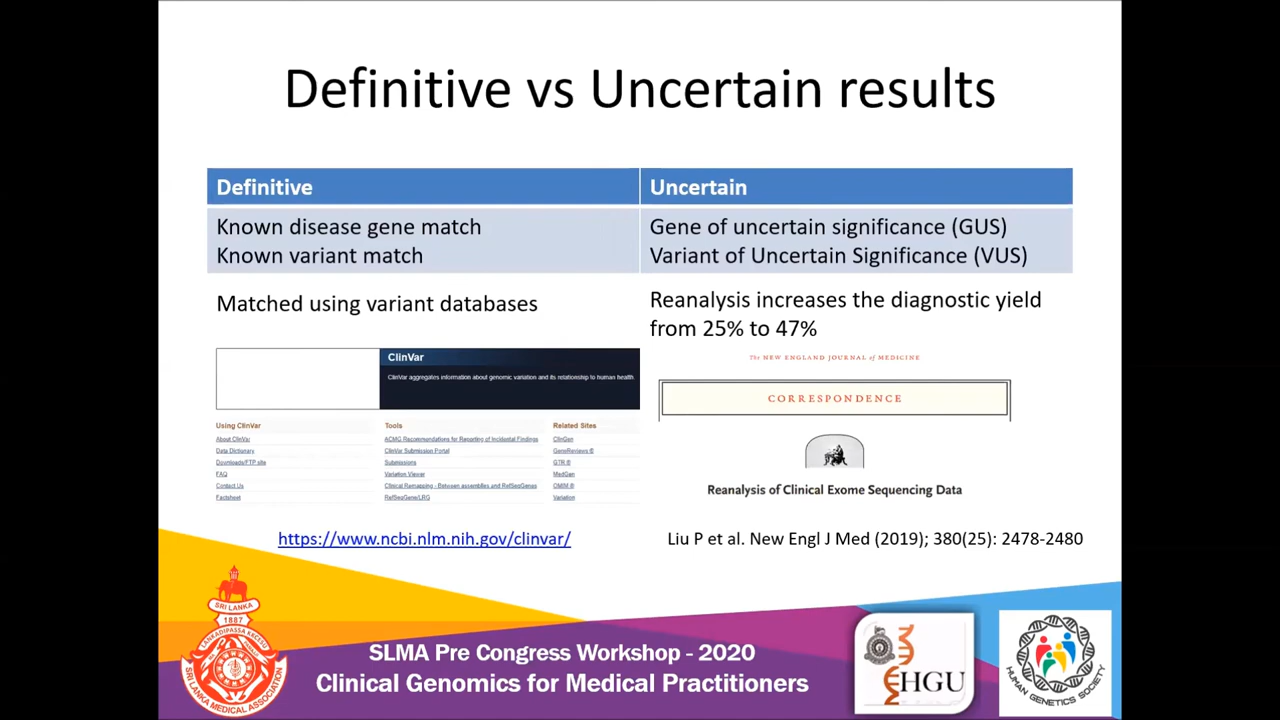 Definitive vs Uncertain results
Definitive
Uncertain
Known disease gene match
Known variant match
Gene of uncertain significance (GUS)
Variant of Uncertain Significance (VUS)
Matched using variant databases
Reanalysis increases the diagnostic yield
from 25% to 47%
ClinVar
ClinVar aggregates information about genomic variation and its relationship to human health
Using ClinVar
About ClinVar
Data Dictionary
Downloads/FTP site
FAQ
Contact Us
Factsheet
Tools
ACMG Recommendations for Reporting of Incidental Findings
ClinVar Submission Portal
Submissions
Variation Viewer
Clinical Remapping - Between assemblies and RefSeqGenes
RefSeqGene/LRG
Related Sites
ClinGen
GeneReviews ®
GTR ®
MedGen
OMIM ®
Variation
The NEW ENGLAND JOURNAL of MEDICINE
CORRESPONDENCE
Reanalysis of Clinical Exome Sequencing Data
https://www.ncbi.nlm.nih.gov/clinvar/
Liu P et al. New Engl J Med (2019); 380(25): 2478-2480
SRI LANKA
1887
SRI LANKA MEDICAL ASSOCIATION
SLMA Pre Congress Workshop - 2020
Clinical Genomics for Medical Practitioners
HGU
HUMAN GENETICS SOCIETY